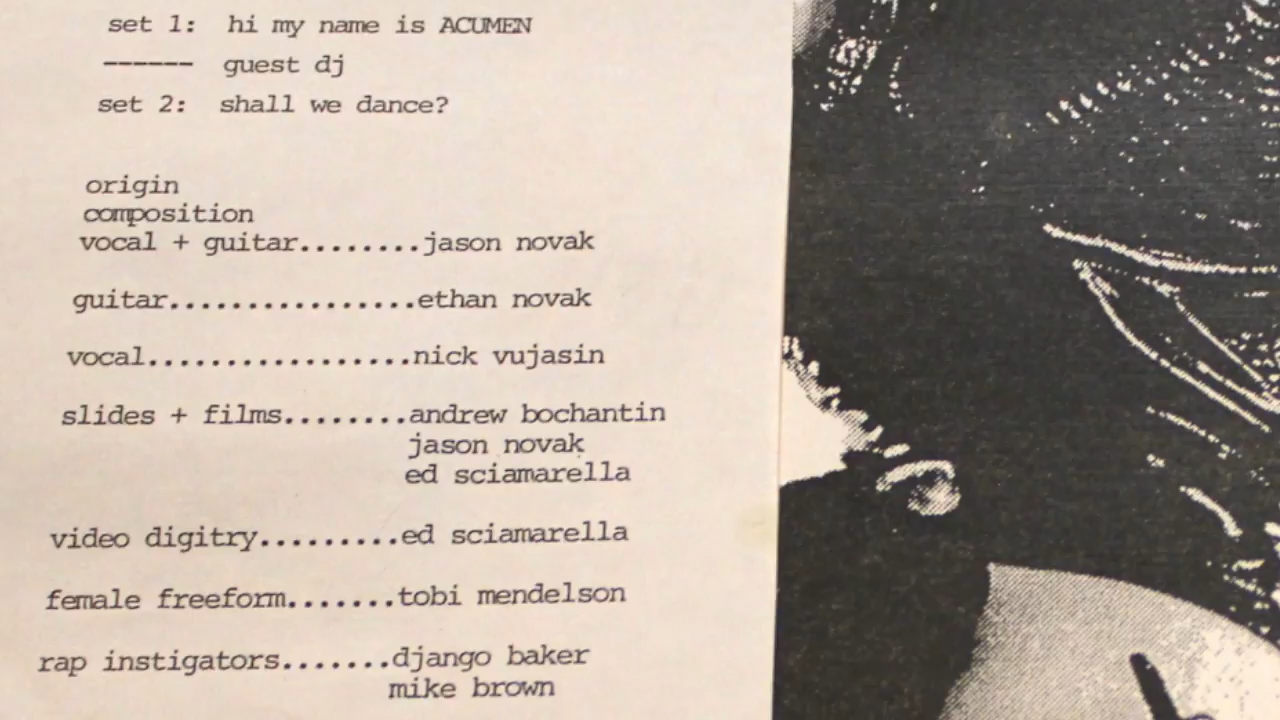 set 1: hi my name is ACUMEN
------ guest dj
set 2: shall we dance?
origin
composition
vocal + guitar........jason novak
guitar................ethan novak
vocal.................nick vujasin
slides + films........andrew bochantin
jason novak
ed sciamarella
video digitry.........ed sciamarella
female freeform.......tobi mendelson
rap instigators.......django baker
mike brown